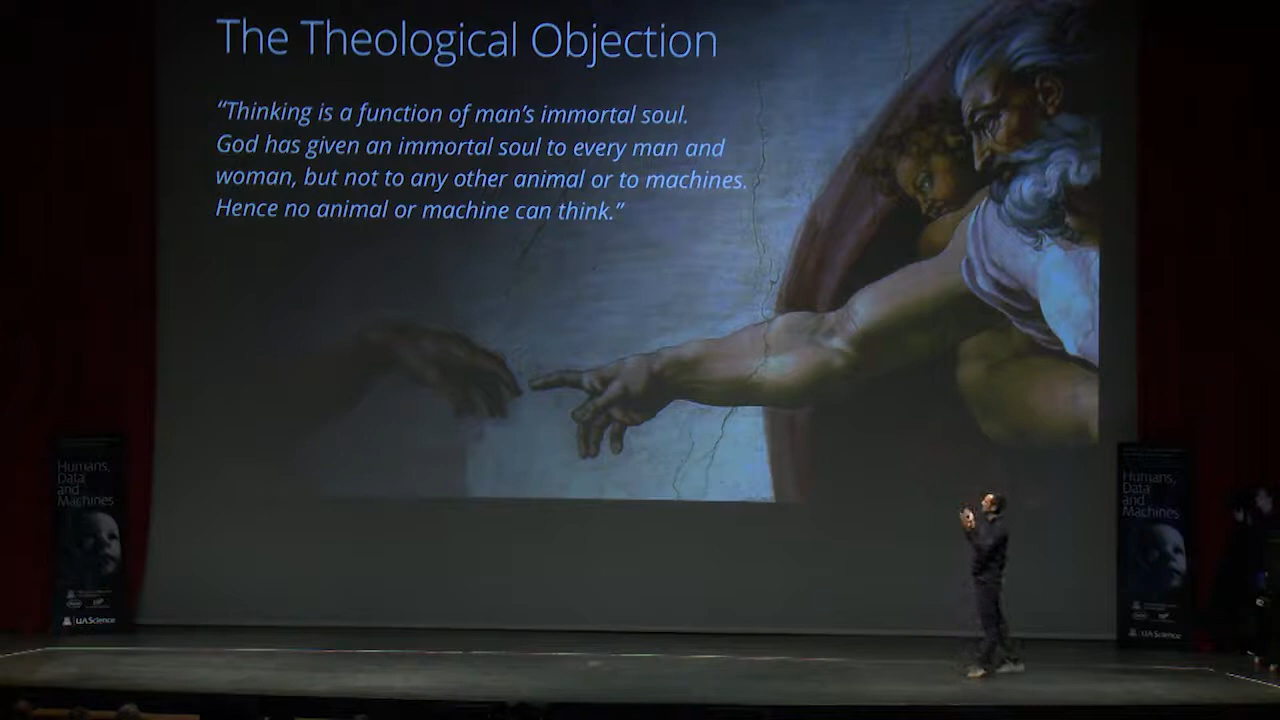 The Theological Objection
“Thinking is a function of man’s immortal soul.
God has given an immortal soul to every man and
woman, but not to any other animal or to machines.
Hence no animal or machine can think.”
Humans,
Data
and
Machines
UAScience
Humans,
Data
and
Machines
UAScience